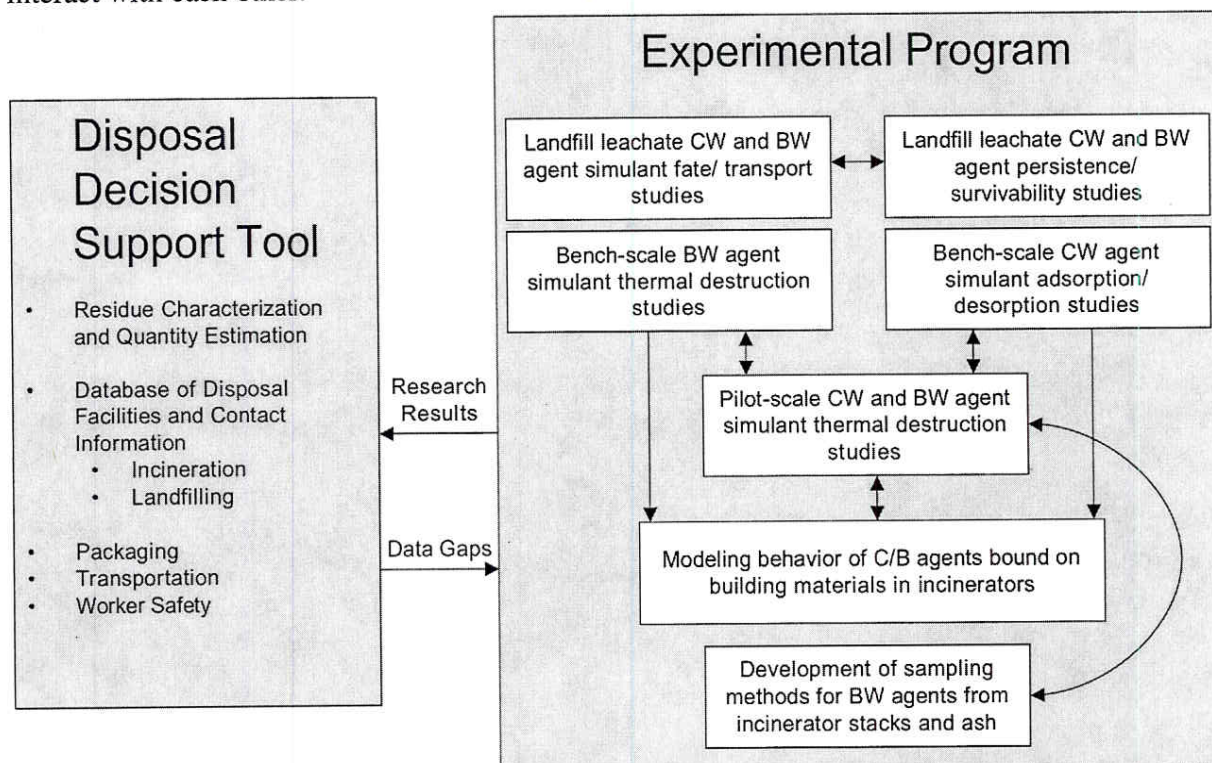 Experimental Program
Disposal
Decision
Support Tool
• Residue Characterization
and Quantity Estimation
• Database of Disposal
Facilities and Contact
Information
• Incineration
• Landfilling
• Packaging
• Transportation
• Worker Safety
Research
Results
Data Gaps
Landfill leachate CW and BW
agent simulant fate/ transport
studies
Landfill leachate CW and BW
agent persistence/
survivability studies
Bench-scale BW agent
simulant thermal destruction
studies
Bench-scale CW agent
simulant adsorption/
desorption studies
Pilot-scale CW and BW agent
simulant thermal destruction
studies
Modeling behavior of C/B agents bound on
building materials in incinerators
Development of sampling
methods for BW agents from
incinerator stacks and ash